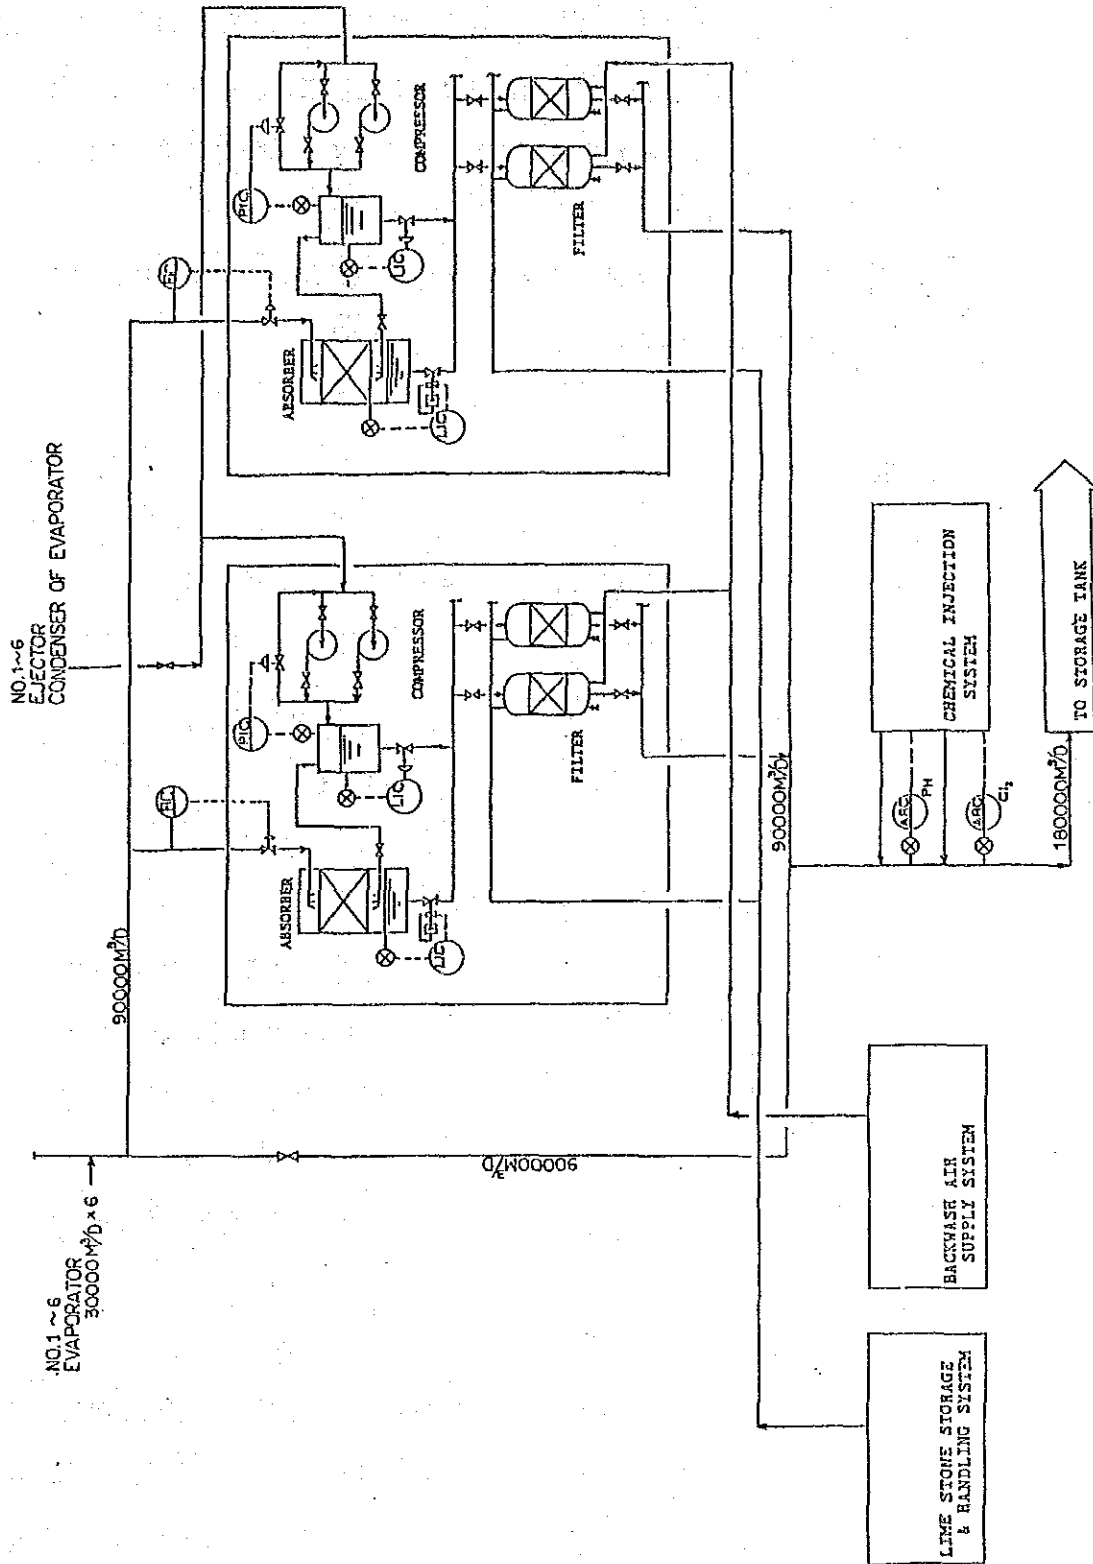 NO.1~6
EVAPORATOR
30000M³/D×6
NO.1~6
EJECTOR
CONDENSER OF EVAPORATOR
90000M³/D
90000M³/D
FIC
PIC
LIC
LIC
ABSORBER
COMPRESSOR
FILTER
PIC
LIC
LIC
ABSORBER
COMPRESSOR
FILTER
90000M³/D
LIME STONE STORAGE
& HANDLING SYSTEM
BACKWASH AIR
SUPPLY SYSTEM
ARC
PH
ARC
Cl₂
CHEMICAL INJECTION
SYSTEM
180000M³/D
TO STORAGE TANK